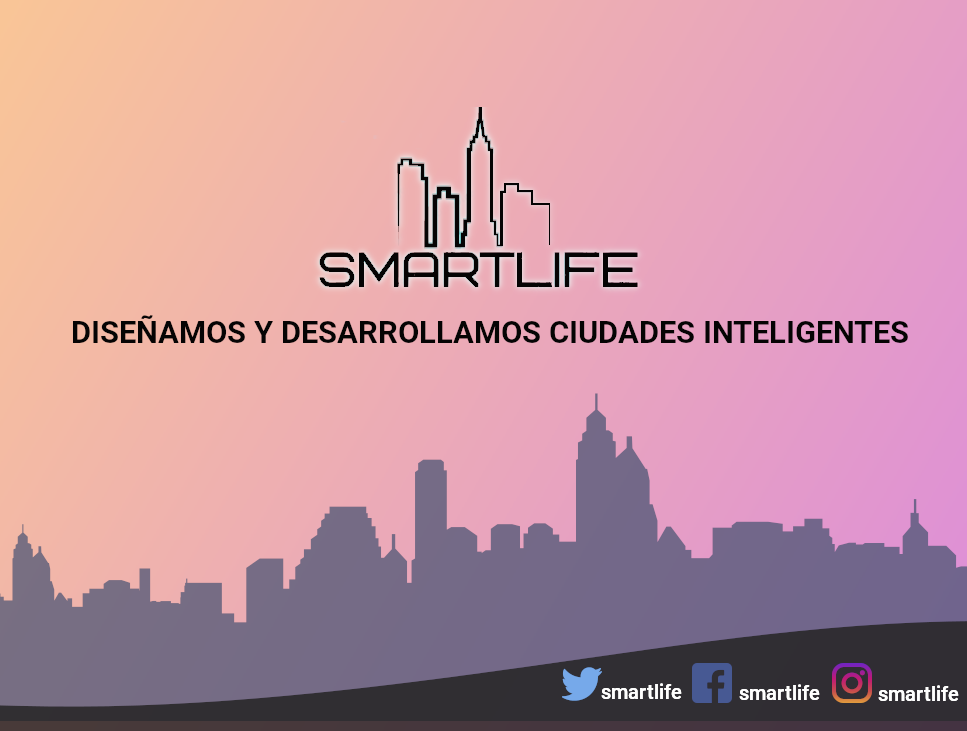 SMARTLIFE
DISEÑAMOS Y DESARROLLAMOS CIUDADES INTELIGENTES
smartlife smartlife smartlife